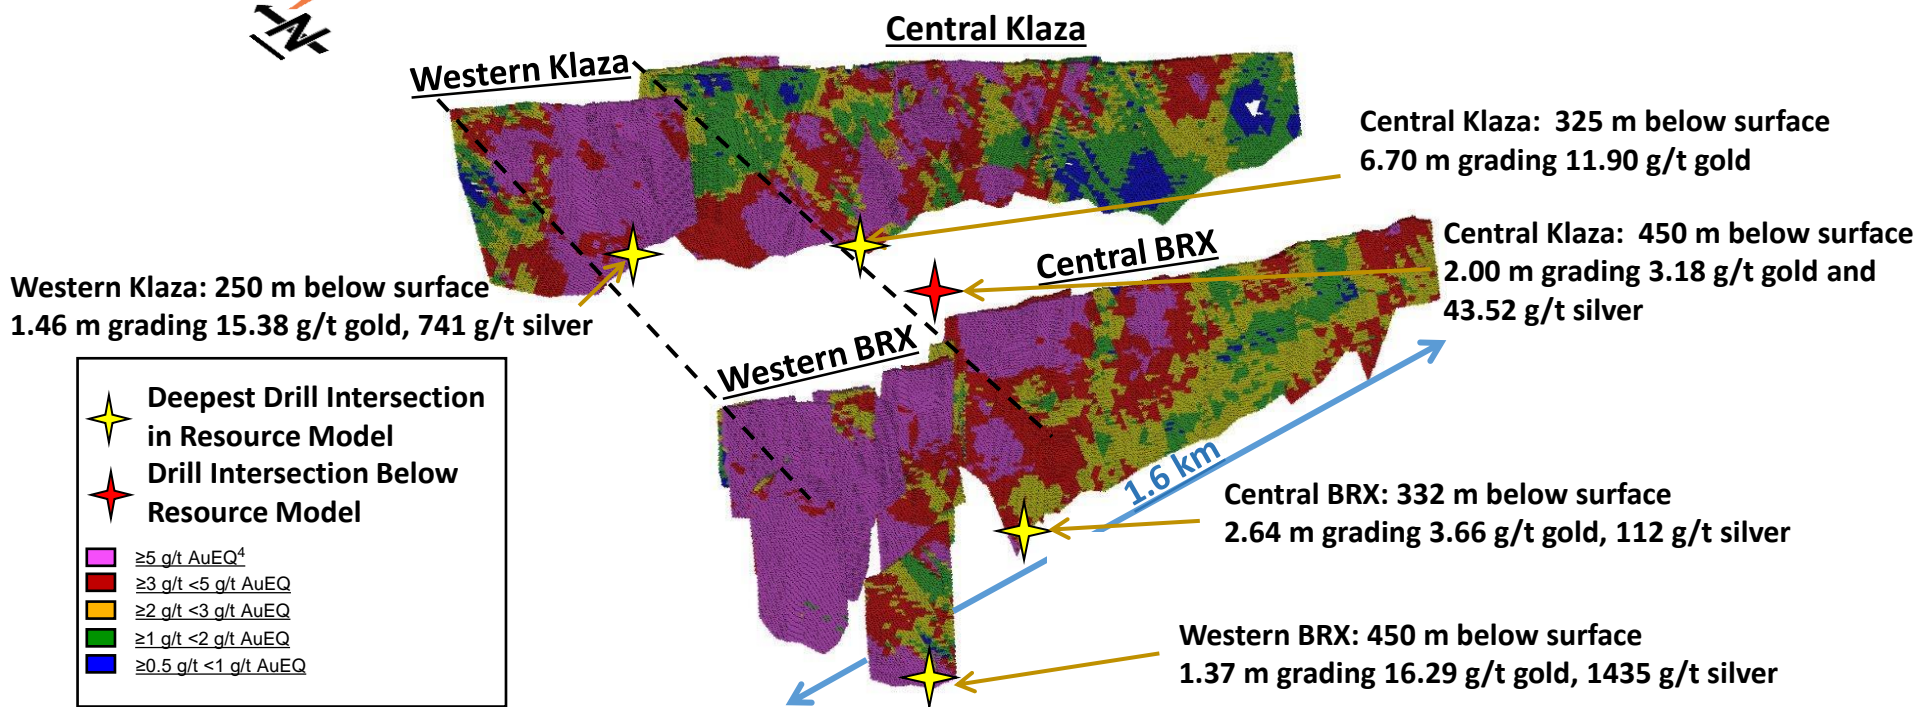 N
Central Klaza
Western Klaza
Central Klaza: 325 m below surface
6.70 m grading 11.90 g/t gold
Central Klaza: 450 m below surface
2.00 m grading 3.18 g/t gold and
43.52 g/t silver
Central BRX
Western Klaza: 250 m below surface
1.46 m grading 15.38 g/t gold, 741 g/t silver
Western BRX
Deepest Drill Intersection
in Resource Model
Drill Intersection Below
Resource Model
≥5 g/t AuEQ⁴
≥3 g/t <5 g/t AuEQ
≥2 g/t <3 g/t AuEQ
≥1 g/t <2 g/t AuEQ
≥0.5 g/t <1 g/t AuEQ
1.6 km
Central BRX: 332 m below surface
2.64 m grading 3.66 g/t gold, 112 g/t silver
Western BRX: 450 m below surface
1.37 m grading 16.29 g/t gold, 1435 g/t silver